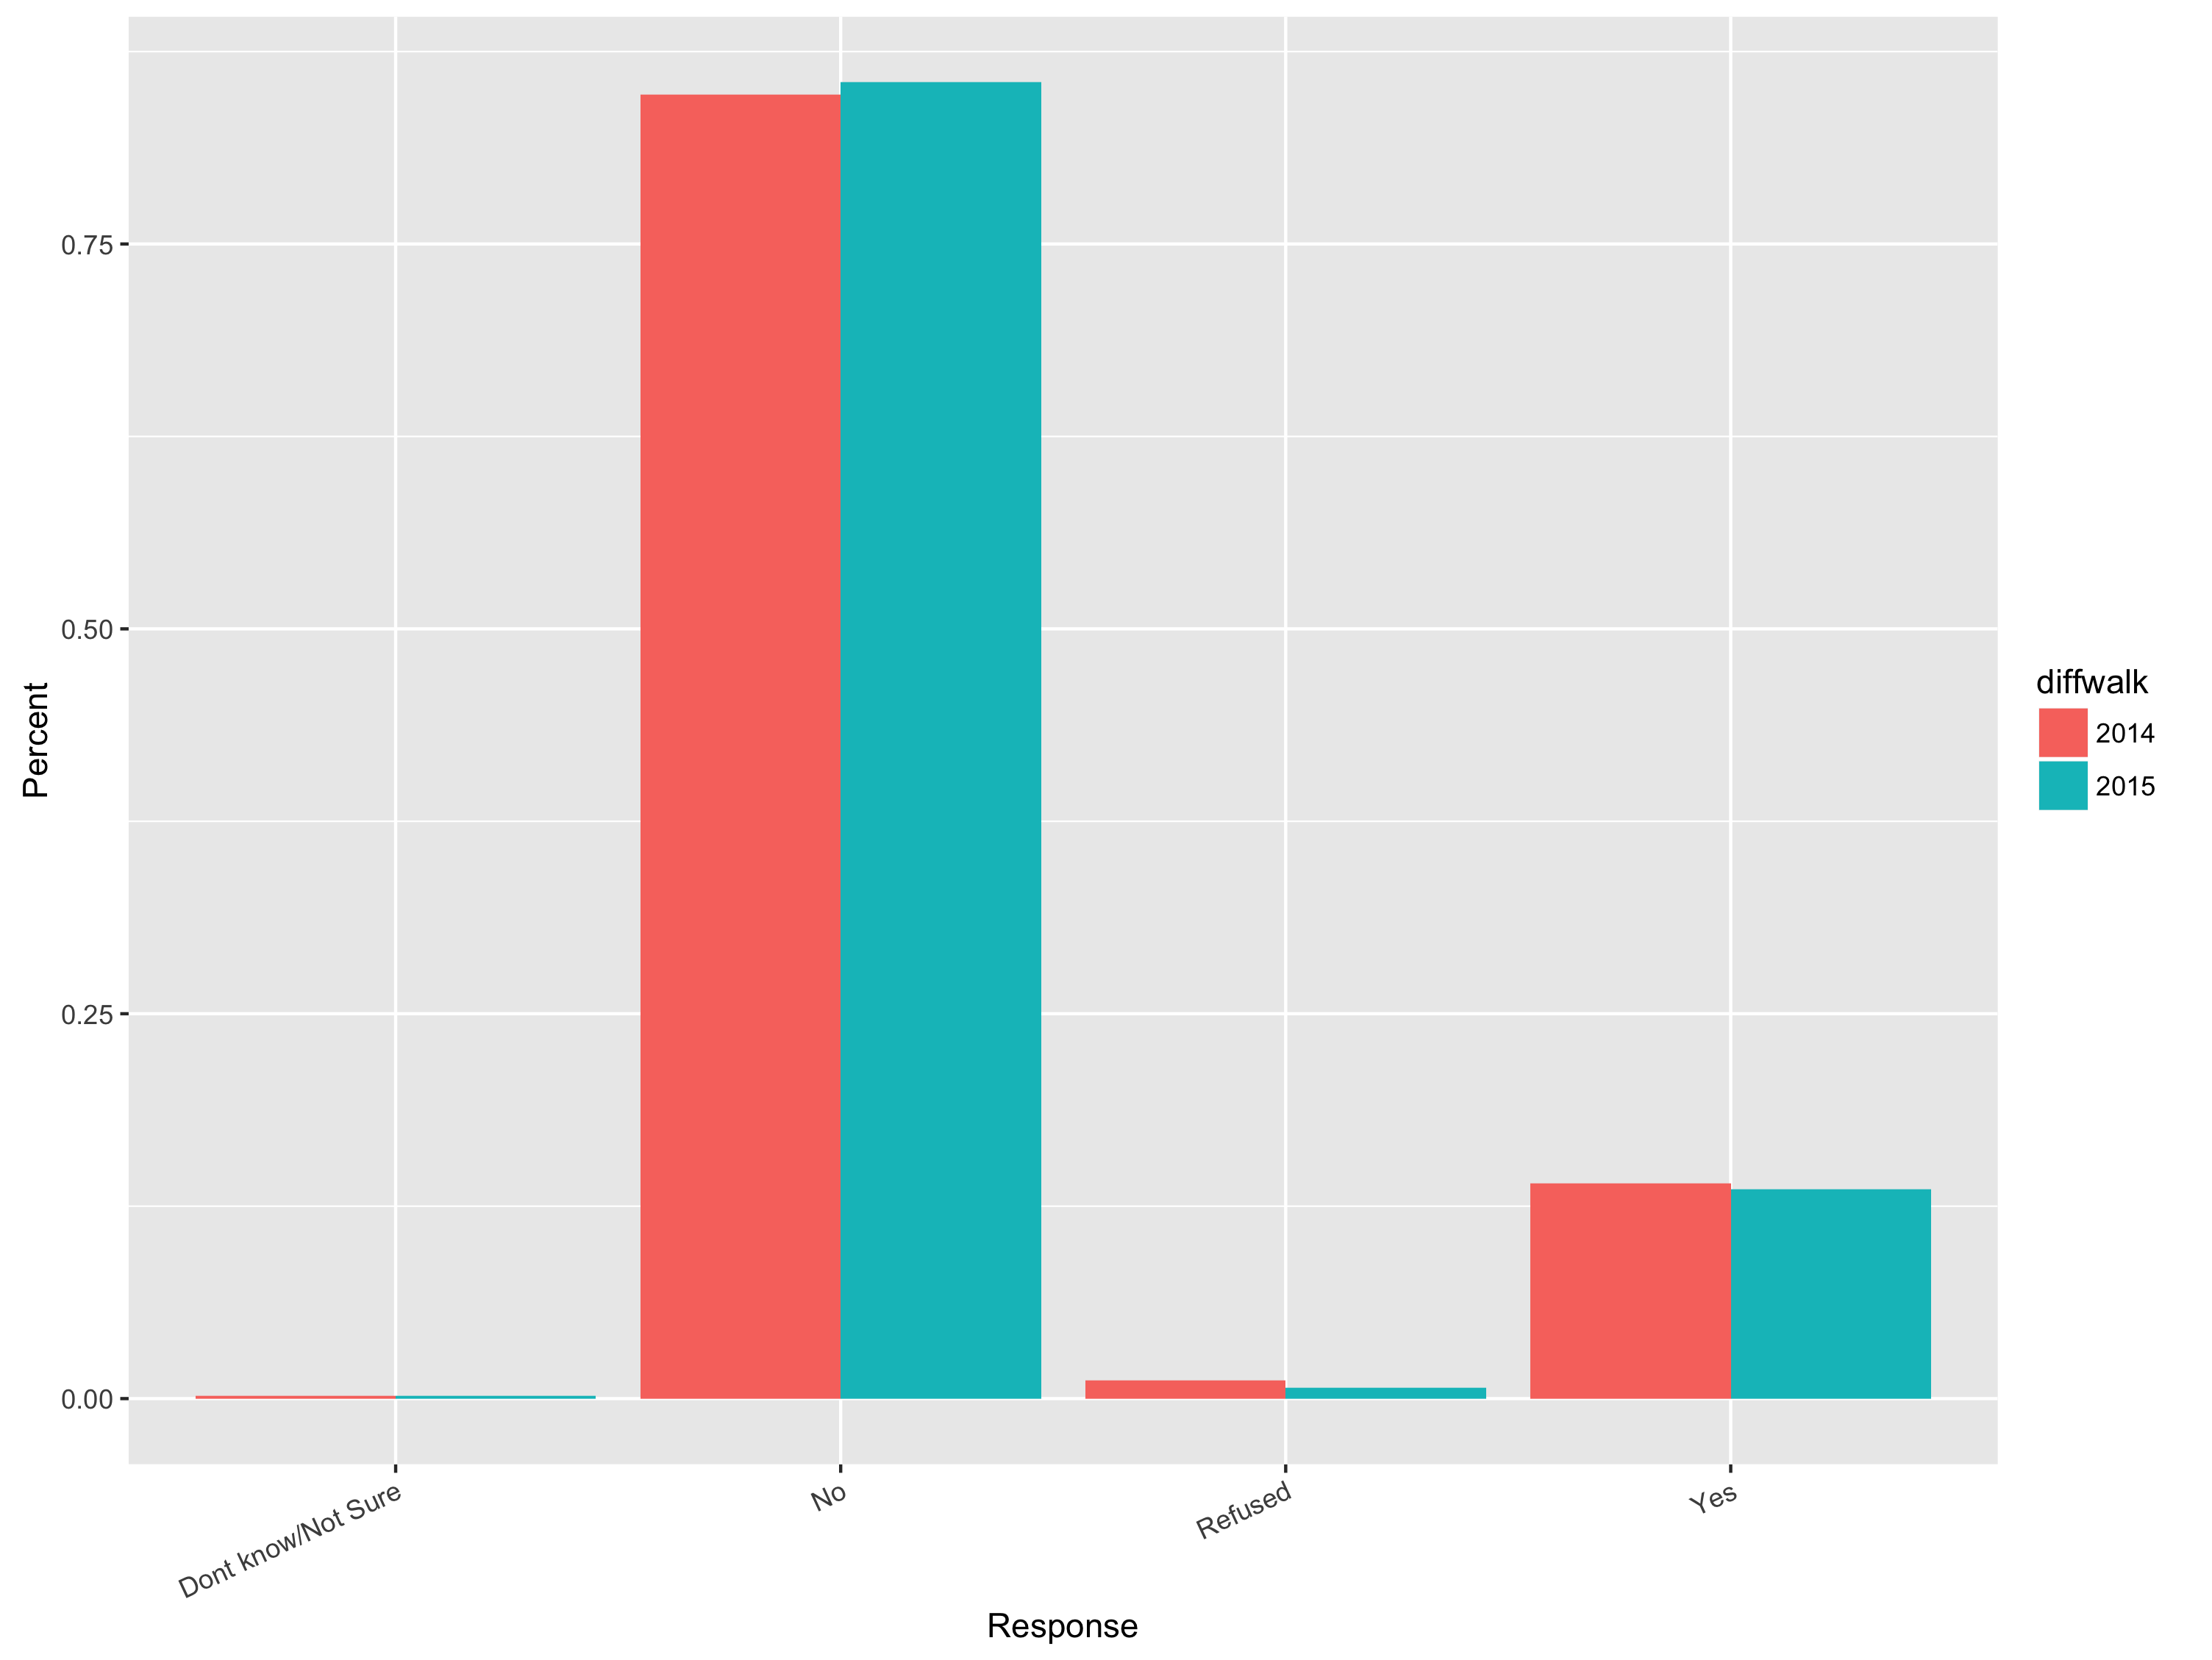 0.75
0.50
0.25
0.00
Percent
Dont know/Not Sure
No
Refused
Yes
Response
diffwalk
2014
2015